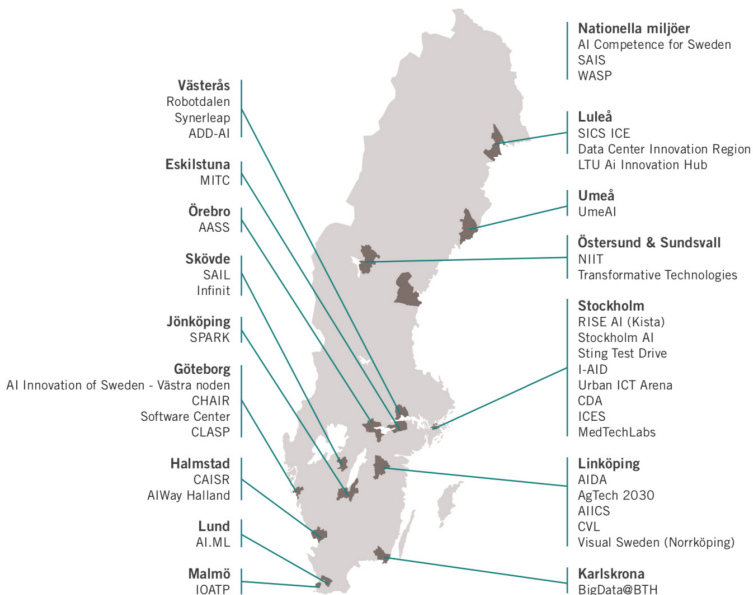 Västerås
Robotdalen
Synerleap
ADD-AI
Eskilstuna
MITC
Örebro
AASS
Skövde
SAIL
Infinit
Jönköping
SPARK
Göteborg
AI Innovation of Sweden - Västra noden
CHAIR
Software Center
CLASP
Halmstad
CAISR
AIWay Halland
Lund
AI.ML
Malmö
IOATP
Nationella miljöer
AI Competence for Sweden
SAIS
WASP
Luleå
SICS ICE
Data Center Innovation Region
LTU Ai Innovation Hub
Umeå
UmeAI
Östersund & Sundsvall
NIIT
Transformative Technologies
Stockholm
RISE AI (Kista)
Stockholm AI
Sting Test Drive
I-AID
Urban ICT Arena
CDA
ICES
MedTechLabs
Linköping
AIDA
AgTech 2030
AIICS
CVL
Visual Sweden (Norrköping)
Karlskrona
BigData@BTH